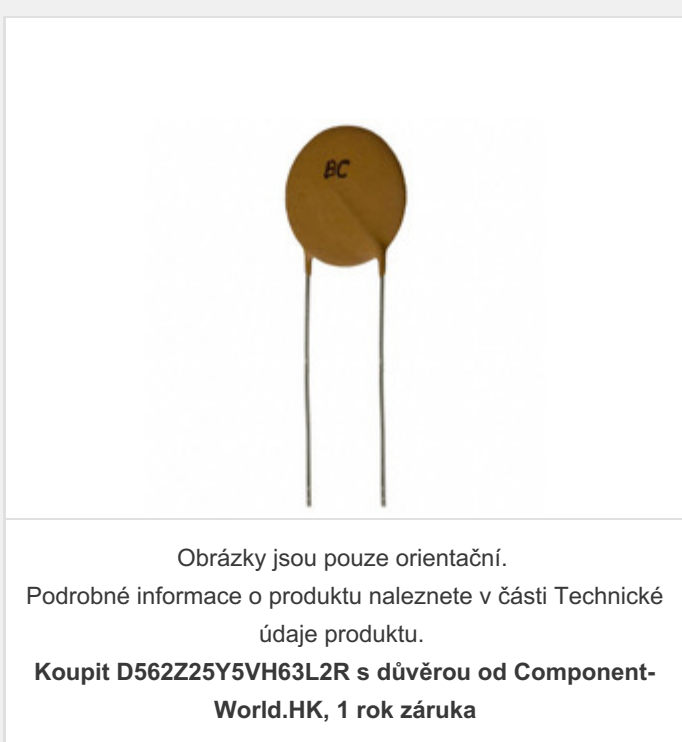 BC
Obrázky jsou pouze orientační.
Podrobné informace o produktu naleznete v části Technické
údaje produktu.
Koupit D562Z25Y5VH63L2R s důvěrou od Component-
World.HK, 1 rok záruka